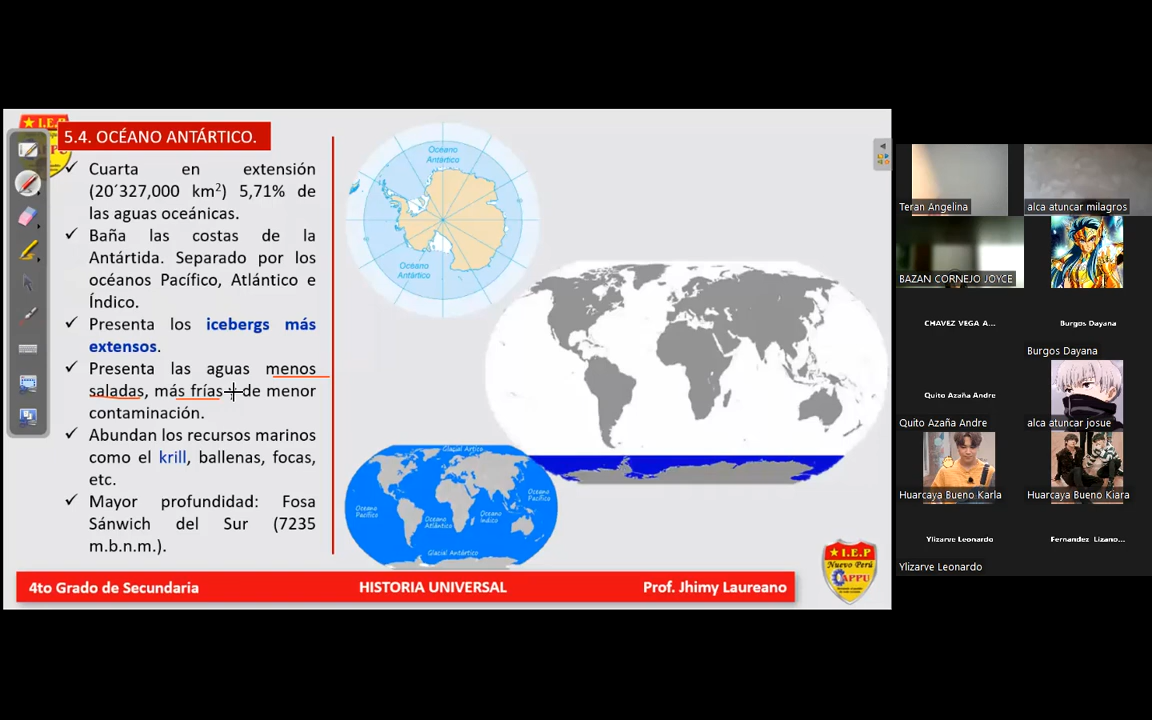 ★ I.E.P
5.4. OCÉANO ANTÁRTICO.
✓ Cuarta en extensión
(20´327,000 km²) 5,71% de
las aguas oceánicas.
✓ Baña las costas de la
Antártida. Separado por los
océanos Pacífico, Atlántico e
Índico.
✓ Presenta los icebergs más
extensos.
✓ Presenta las aguas menos
saladas, más frías de menor
contaminación.
✓ Abundan los recursos marinos
como el krill, ballenas, focas,
etc.
✓ Mayor profundidad: Fosa
Sánwich del Sur (7235
m.b.n.m.).
Océano
Antártico
Océano
Antártico
Glacial Ártico
Océano
Pacífico
Océano
Atlántico
Océano
Indico
Océano
Pacífico
Glacial Antártico
★ I.E.P
Nuevo Perú
CAPPU
4to Grado de Secundaria
HISTORIA UNIVERSAL
Prof. Jhimy Laureano
Teran Angelina
alca atuncar milagros
BAZAN CORNEJO JOYCE
CHAVEZ VEGA A...
Burgos Dayana
Burgos Dayana
Quito Azaña Andre
Quito Azaña Andre
alca atuncar josue
Huarcaya Bueno Karla
Huarcaya Bueno Kiara
Ylizarve Leonardo
Fernandez Lizano...
Ylizarve Leonardo